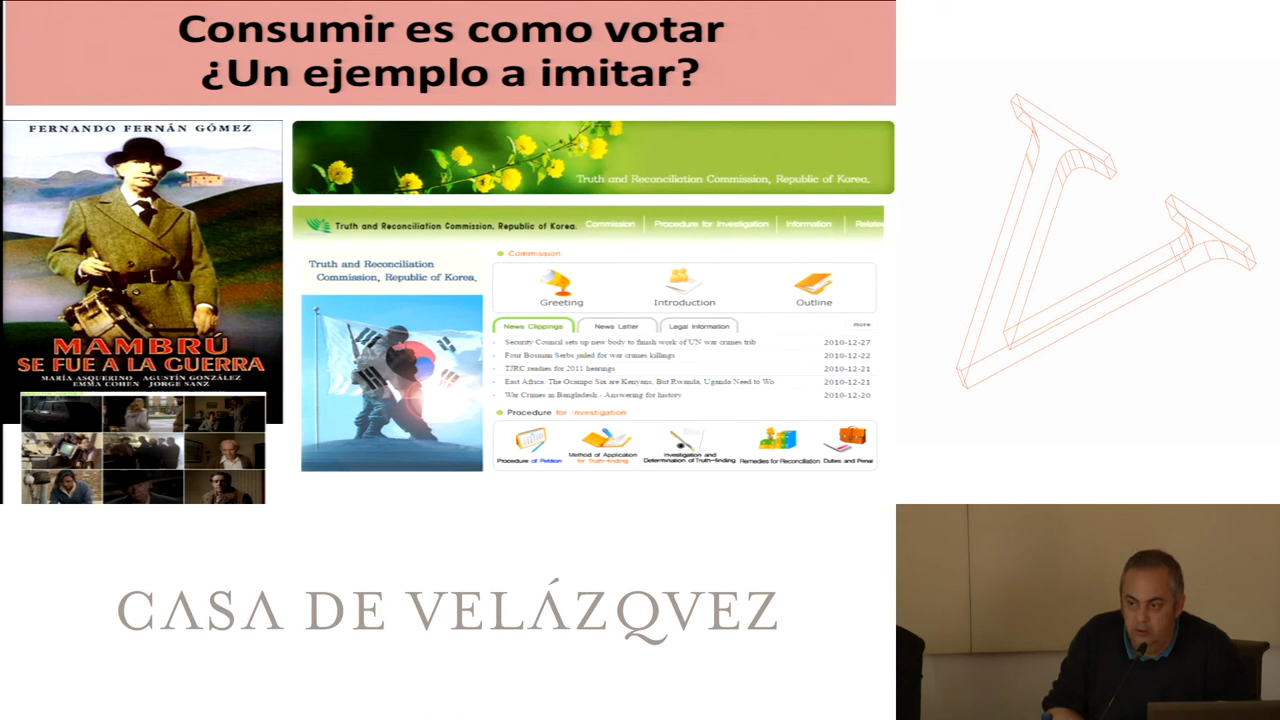 Consumir es como votar
¿Un ejemplo a imitar?
FERNANDO FERNÁN GÓMEZ
MAMBRÚ
SE FUE A LA GUERRA
MARÍA ASQUERINO AGUSTÍN GONZÁLEZ
EMMA COHEN JORGE SANZ
Truth and Reconciliation Commission, Republic of Korea.
Truth and Reconciliation Commission, Republic of Korea.
Commission
Procedure for Investigation
Information
Relate
Truth and Reconciliation
Commission, Republic of Korea.
Commission
Greeting
Introduction
Outline
News Clippings
News Letter
Legal Information
more
Security Council sets up new body to finish work of UN war crimes trib 2010-12-27
Four Bosnian Serbs jailed for war crimes killings 2010-12-22
TJRC readies for 2011 hearings 2010-12-21
East Africa: The Ocampo Six are Kenyans, But Rwanda, Uganda Need to Wo 2010-12-21
War Crimes in Bangladesh - Answering for history 2010-12-20
Procedure for Investigation
Procedure of Petition
Method of Application
for Truth-finding
Investigation and
Determination of Truth-finding
Remedies for Reconciliation
Duties and Penal
CASA DE VELÁZQVEZ